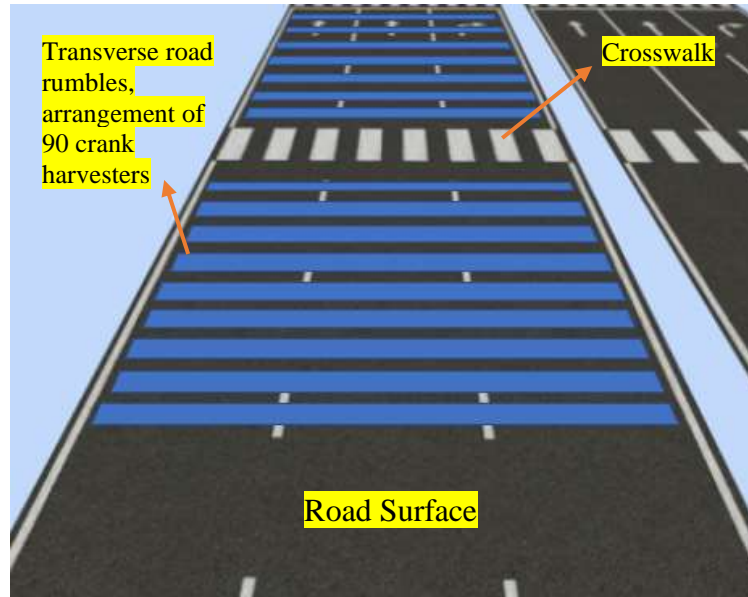 Transverse road
rumbles,
arrangement of
90 crank
harvesters
Crosswalk
Road Surface